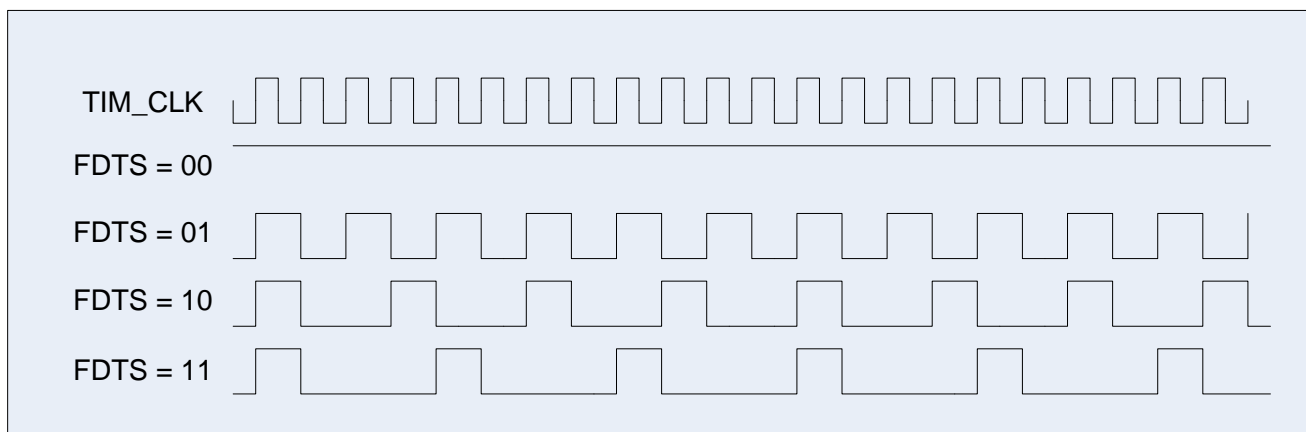 TIM_CLK
FDTS = 00
FDTS = 01
FDTS = 10
FDTS = 11